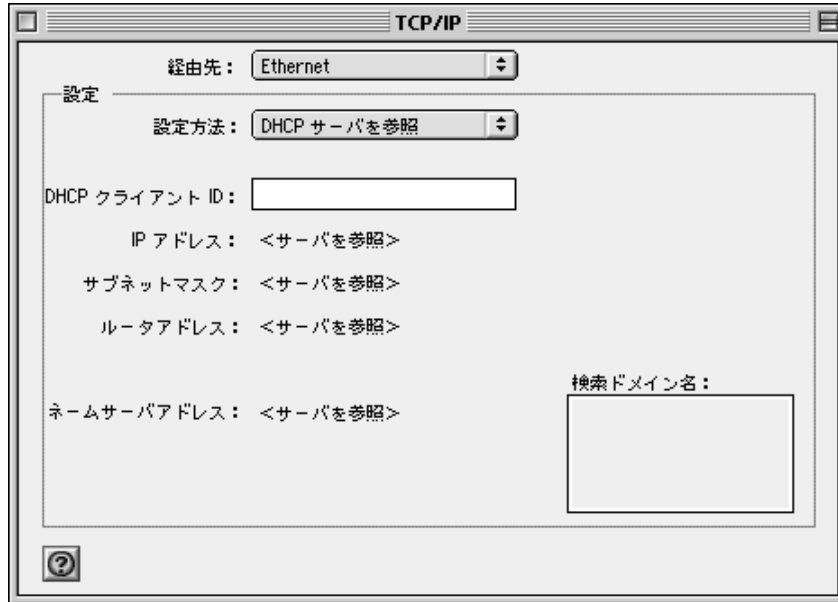 TCP/IP
経由先： Ethernet
設定
設定方法： DHCP サーバを参照
DHCP クライアント ID：
IP アドレス： <サーバを参照>
サブネットマスク： <サーバを参照>
ルータアドレス： <サーバを参照>
検索ドメイン名：
ネームサーバアドレス： <サーバを参照>
?